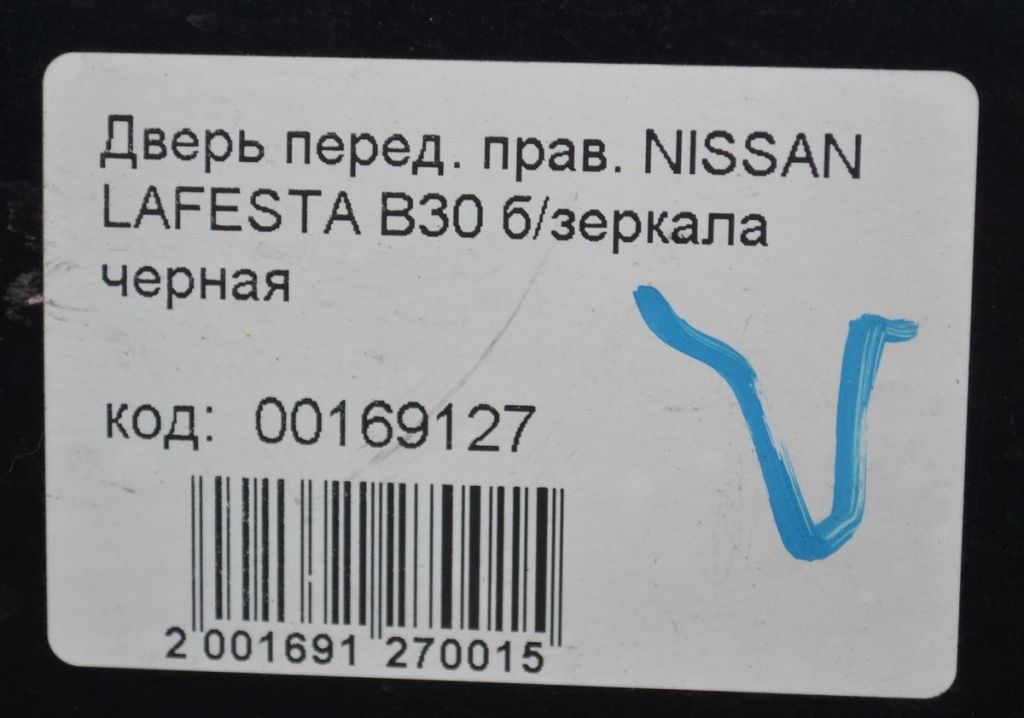 Дверь перед. прав. NISSAN
LAFESTA B30 б/зеркала
черная
код: 00169127
2 001691 270015